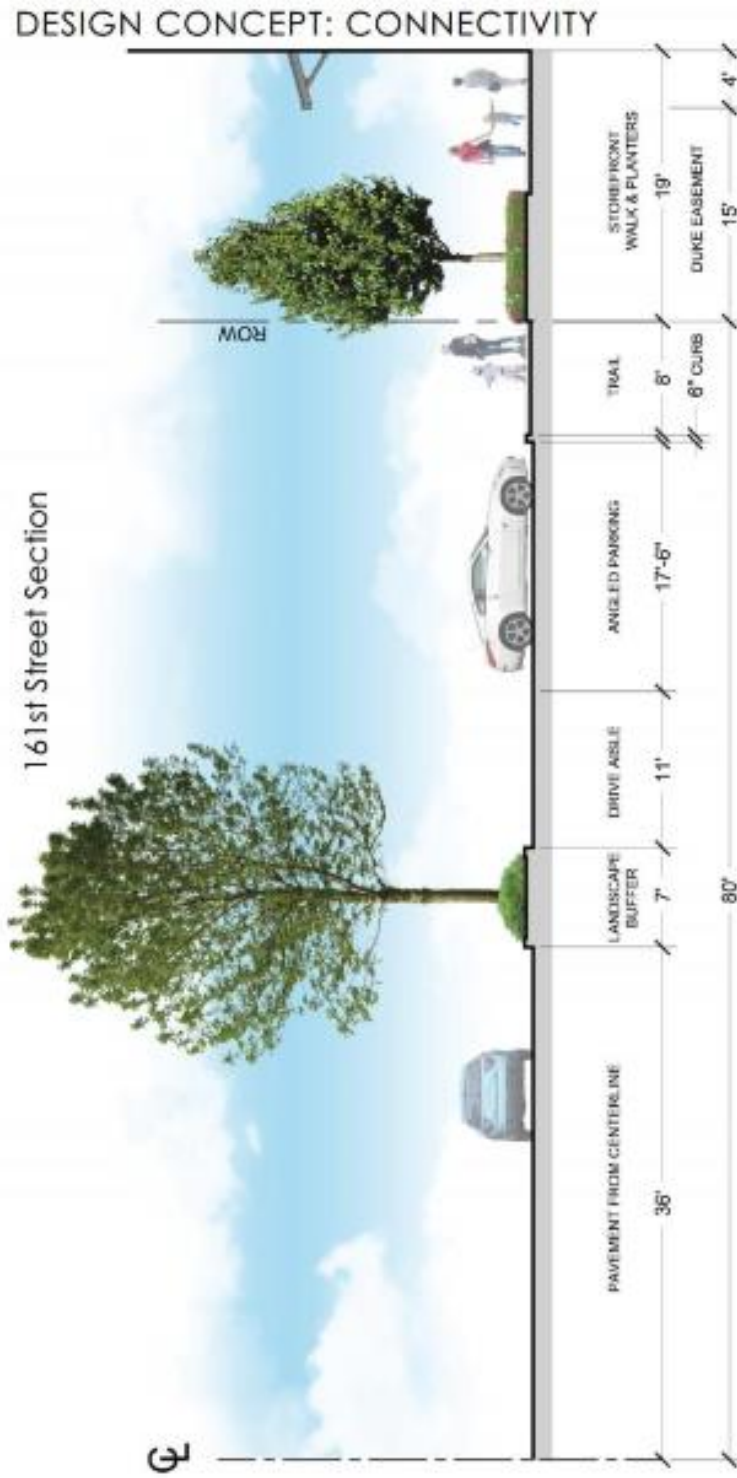 DESIGN CONCEPT: CONNECTIVITY
161st Street Section
CL
ROW
PAVEMENT FROM CENTERLINE
LANDSCAPE
BUFFER
DRIVE AISLE
ANGLED PARKING
TRAIL
STOREFRONT
WALK & PLANTERS
36'
7'
11'
17'-6"
8'
19'
6" CURB
DUKE EASEMENT
80'
15'
4'